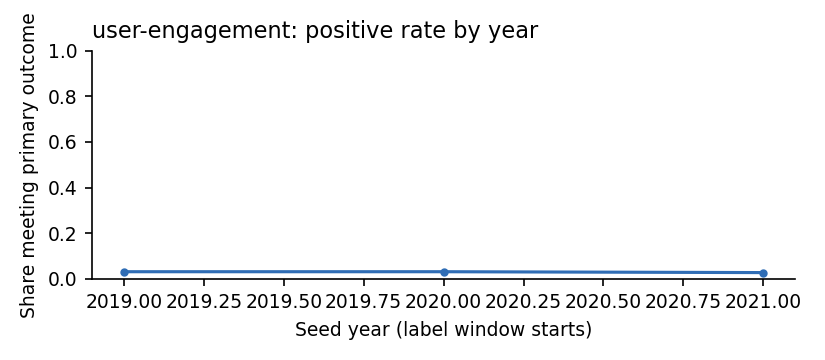 user-engagement: positive rate by year
Share meeting primary outcome
1.0
0.8
0.6
0.4
0.2
0.0
2019.00 2019.25 2019.50 2019.75 2020.00 2020.25 2020.50 2020.75 2021.00
Seed year (label window starts)